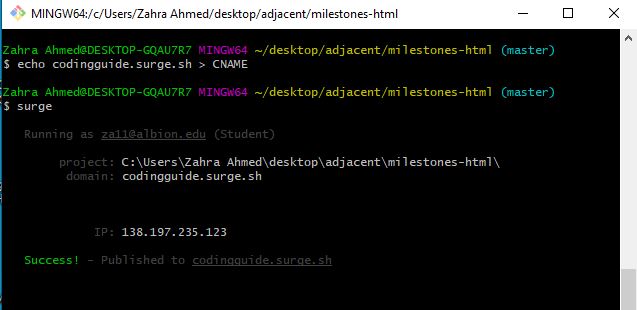 MINGW64:/c/Users/Zahra Ahmed/desktop/adjacent/milestones-html
Zahra Ahmed@DESKTOP-GQAU7R7 MINGW64 ~/desktop/adjacent/milestones-html (master)
$ echo codingguide.surge.sh > CNAME
Zahra Ahmed@DESKTOP-GQAU7R7 MINGW64 ~/desktop/adjacent/milestones-html (master)
$ surge
Running as za11@albion.edu (Student)
project: C:\Users\Zahra Ahmed\desktop\adjacent\milestones-html\
domain: codingguide.surge.sh
IP: 138.197.235.123
Success! - Published to codingguide.surge.sh